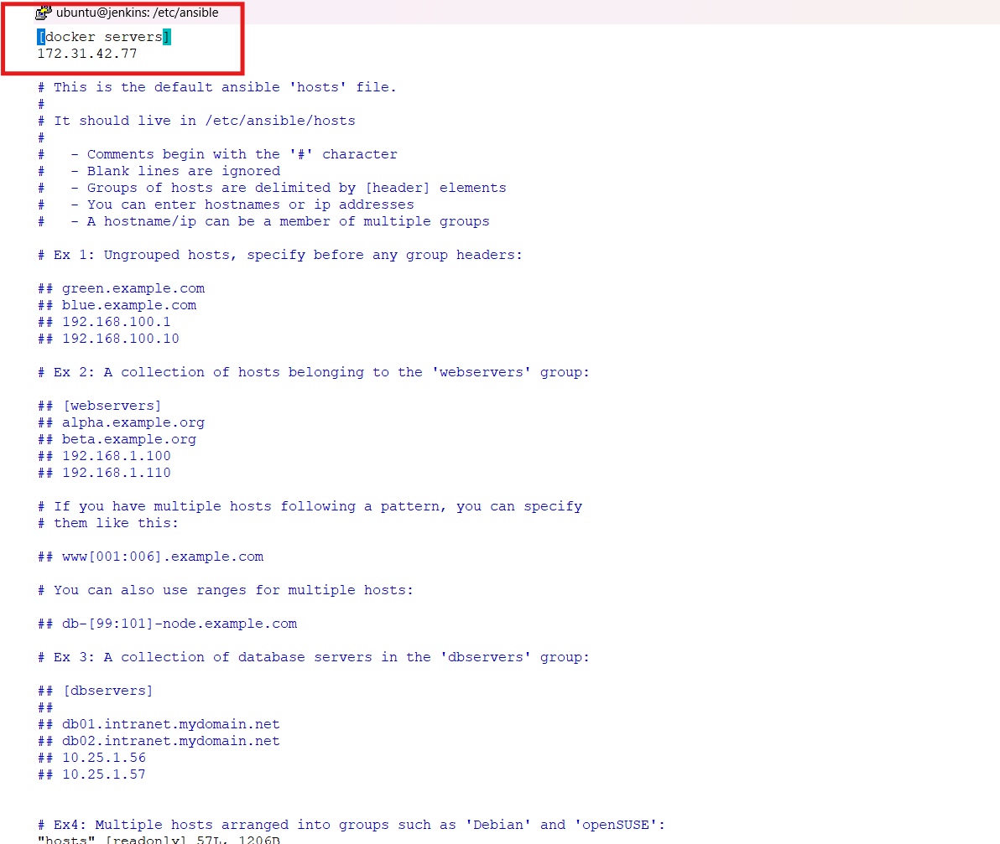 ubuntu@jenkins: /etc/ansible
[docker servers]
172.31.42.77
# This is the default ansible 'hosts' file.
#
# It should live in /etc/ansible/hosts
#
#   - Comments begin with the '#' character
#   - Blank lines are ignored
#   - Groups of hosts are delimited by [header] elements
#   - You can enter hostnames or ip addresses
#   - A hostname/ip can be a member of multiple groups
# Ex 1: Ungrouped hosts, specify before any group headers:
## green.example.com
## blue.example.com
## 192.168.100.1
## 192.168.100.10
# Ex 2: A collection of hosts belonging to the 'webservers' group:
## [webservers]
## alpha.example.org
## beta.example.org
## 192.168.1.100
## 192.168.1.110
# If you have multiple hosts following a pattern, you can specify
# them like this:
## www[001:006].example.com
# You can also use ranges for multiple hosts:
## db-[99:101]-node.example.com
# Ex 3: A collection of database servers in the 'dbservers' group:
## [dbservers]
##
## db01.intranet.mydomain.net
## db02.intranet.mydomain.net
## 10.25.1.56
## 10.25.1.57
# Ex4: Multiple hosts arranged into groups such as 'Debian' and 'openSUSE':
"hosts" [readonly] 57L, 1206B